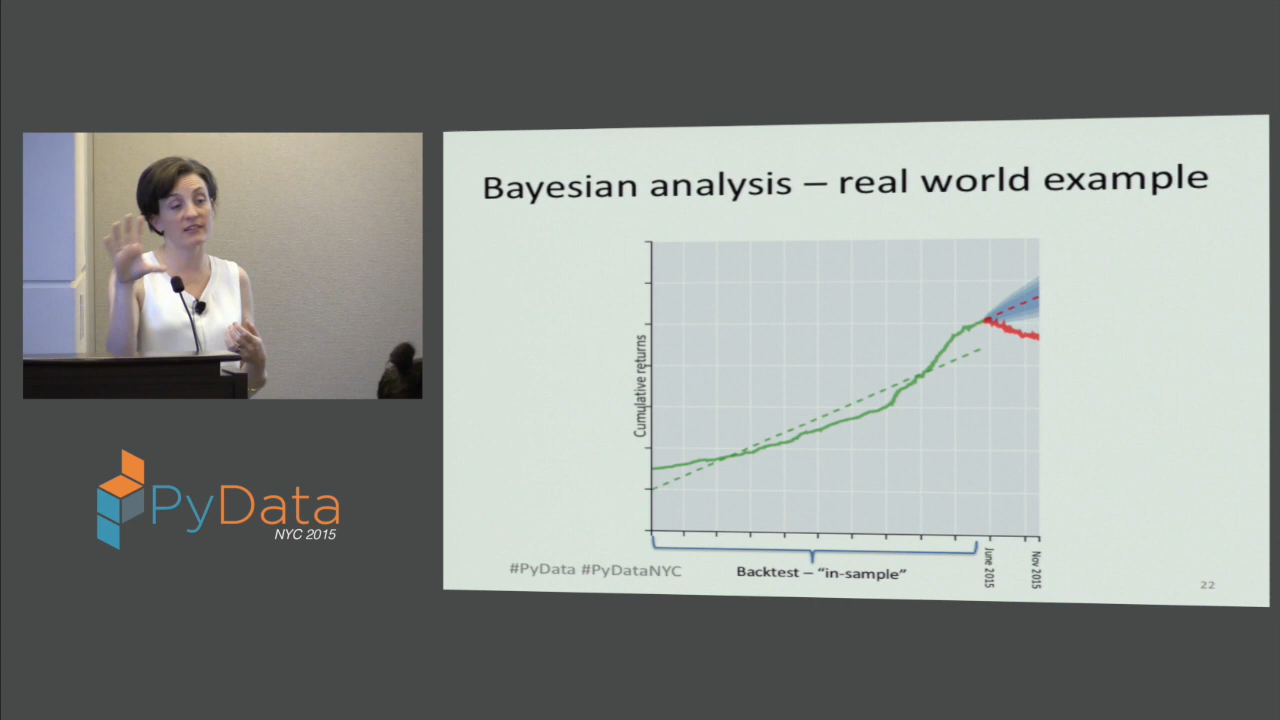 Bayesian analysis – real world example
Cumulative returns
June 2015
Nov 2015
Backtest – “in-sample”
#PyData #PyDataNYC
22
PyData
NYC 2015